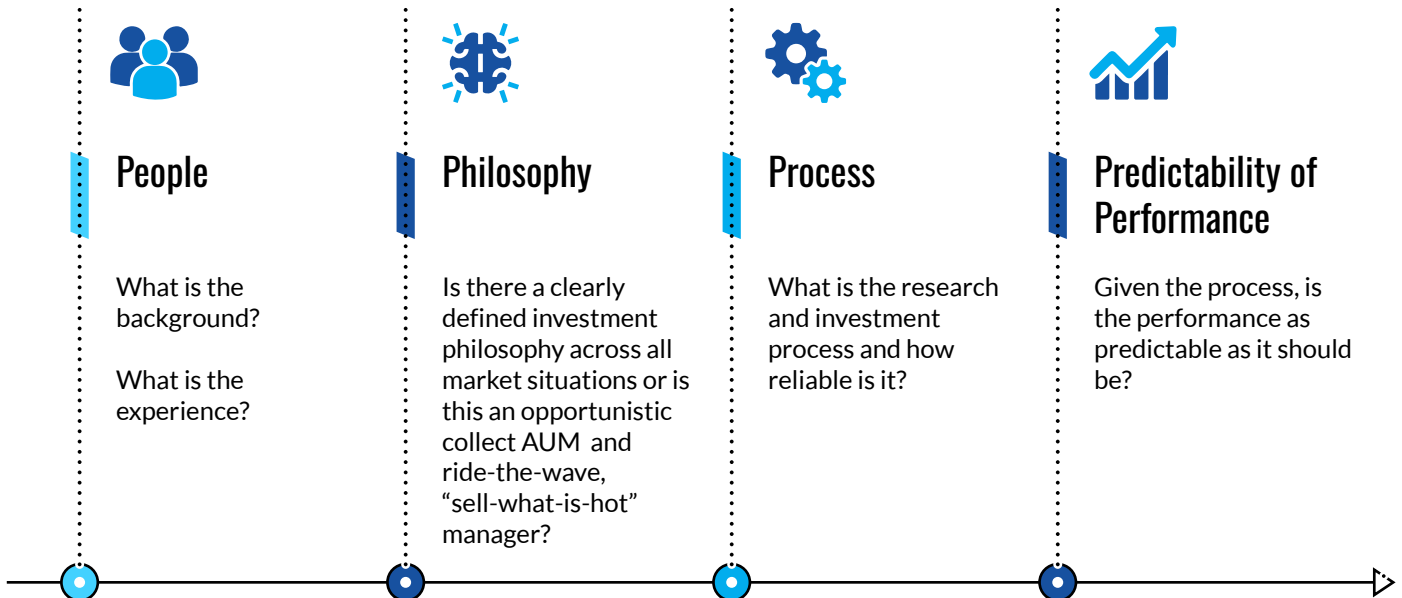 People
What is the
background?
What is the
experience?
Philosophy
Is there a clearly
defined investment
philosophy across all
market situations or is
this an opportunistic
collect AUM  and
ride-the-wave,
“sell-what-is-hot”
manager?
Process
What is the research
and investment
process and how
reliable is it?
Predictability of
Performance
Given the process, is
the performance as
predictable as it should
be?